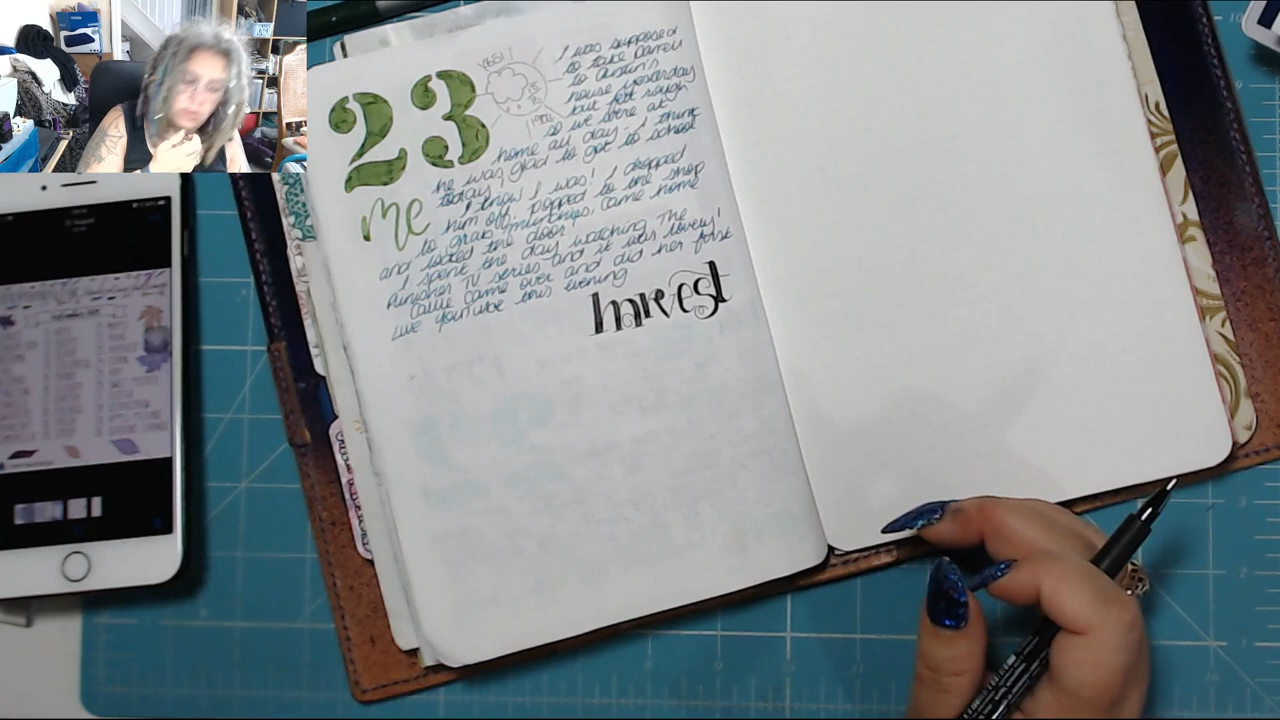 23
YASS!
I was supposed
to take Darren
to Austin's
house yesterday
but felt rough
so we were at
home all day. I think
he was glad to get to school
today! I know I was! I dropped
Me
him off, popped to the shop
to grab munchies, came home
and locked the door!
I spent the day watching The
Punisher TV series and it was lovely!
Callie came over and did her first
Live YouTube this evening
harvest